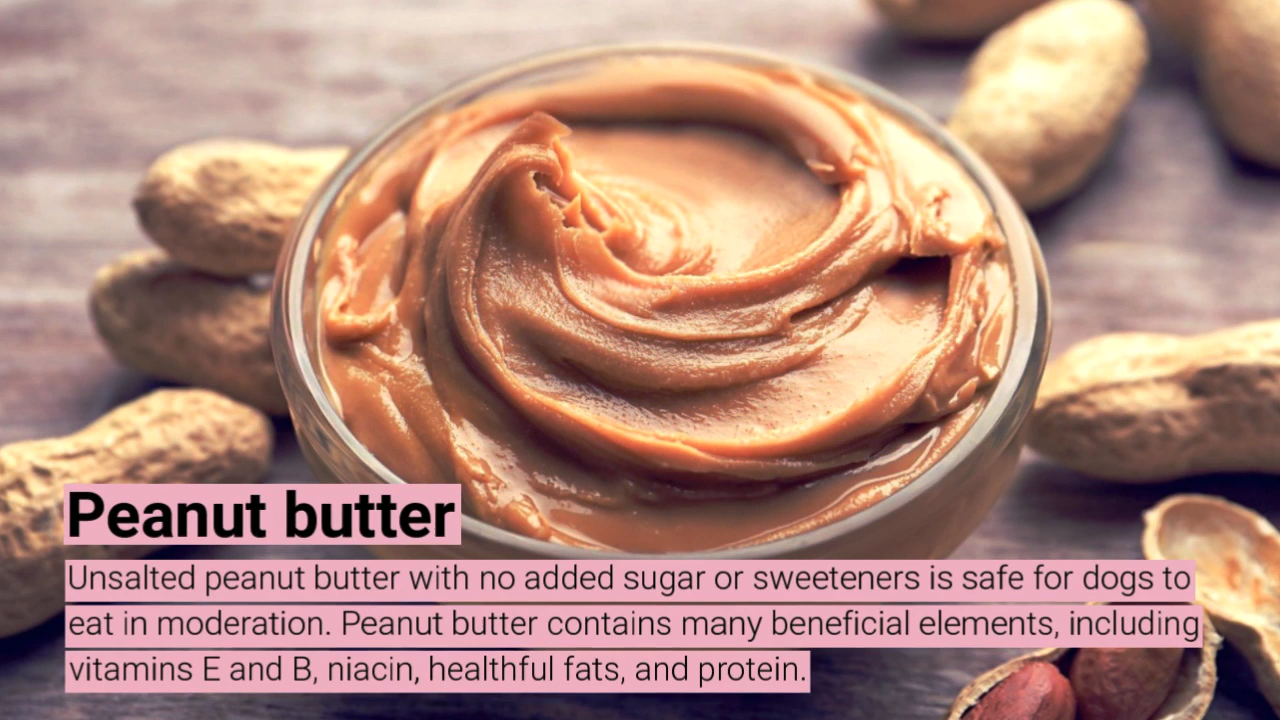 Peanut butter
Unsalted peanut butter with no added sugar or sweeteners is safe for dogs to
eat in moderation. Peanut butter contains many beneficial elements, including
vitamins E and B, niacin, healthful fats, and protein.